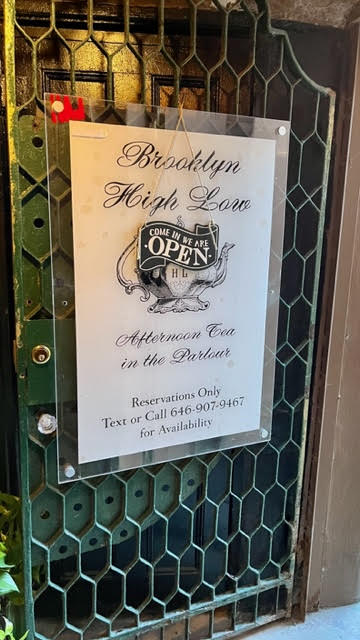 Brooklyn
High Low
COME IN WE ARE
OPEN
H L
Afternoon Tea
in the Parlour
Reservations Only
Text or Call 646-907-9467
for Availability